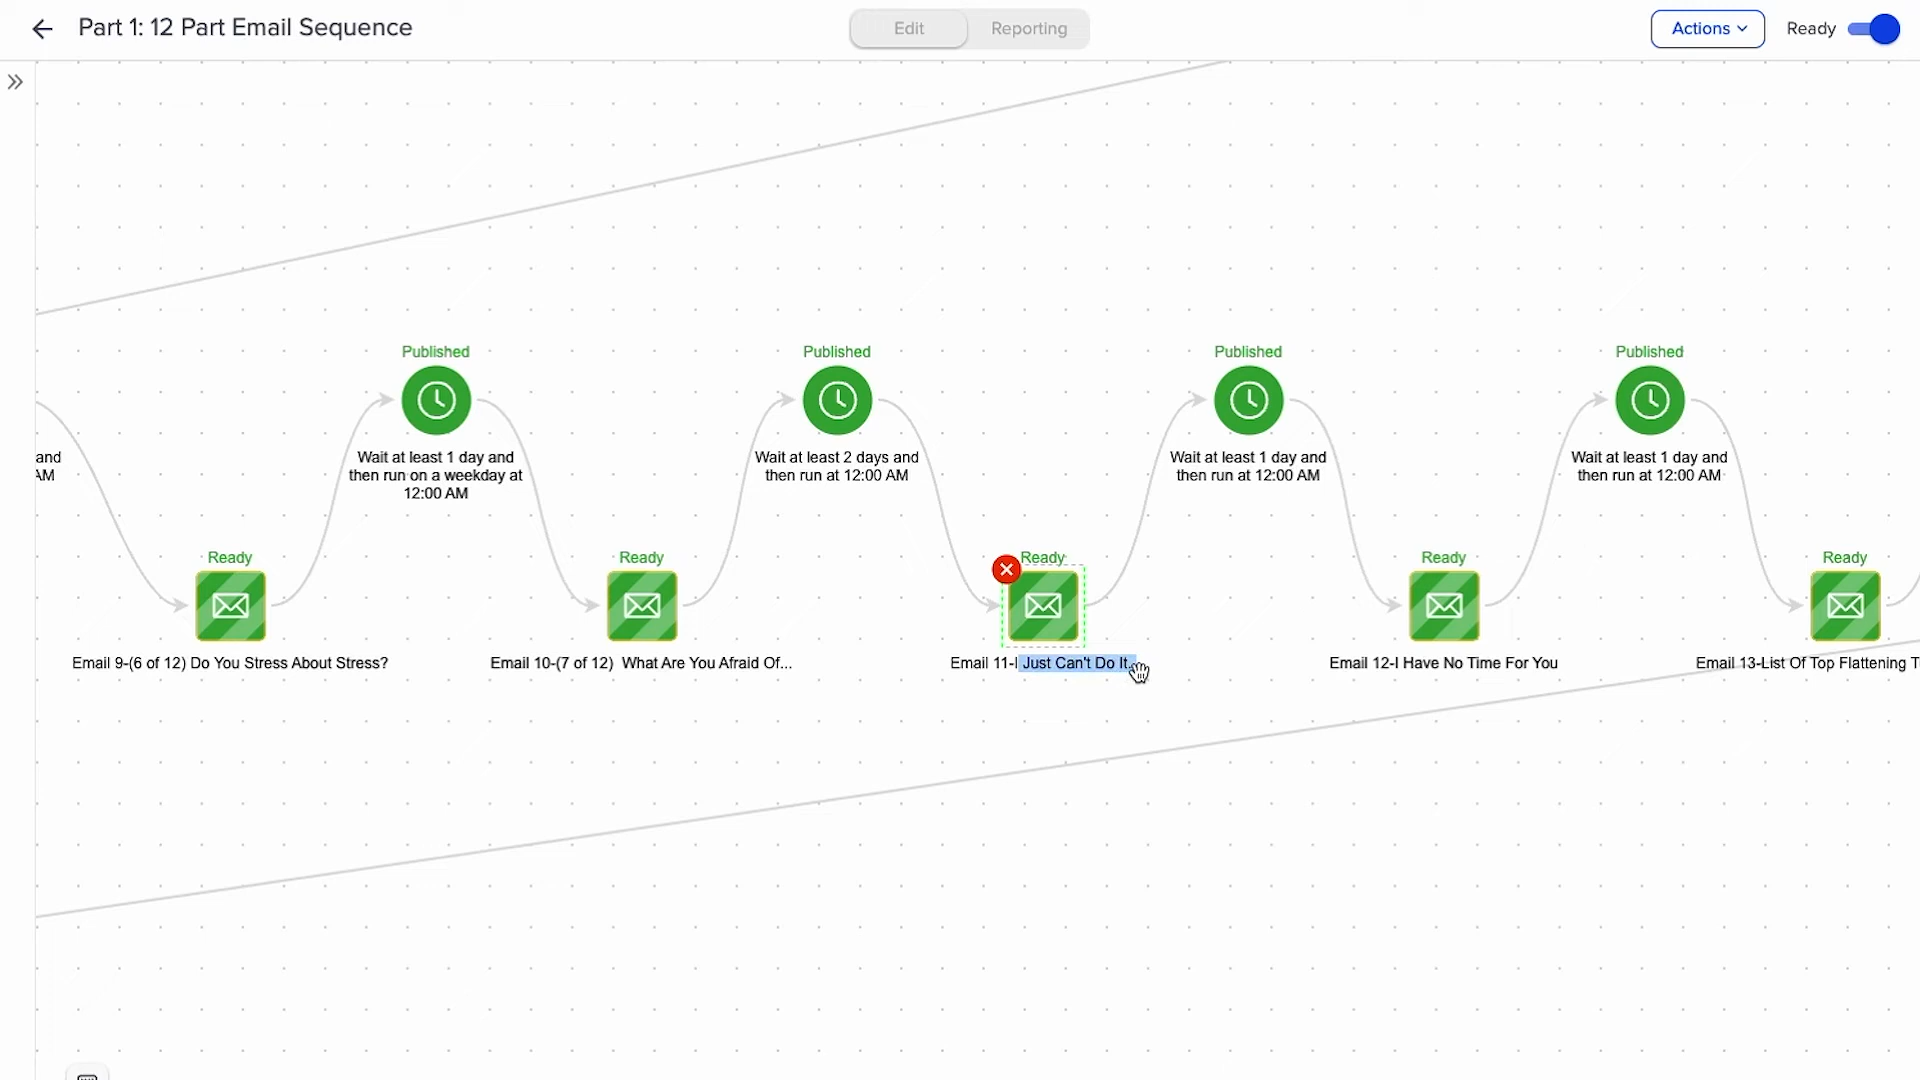 Part 1: 12 Part Email Sequence
Edit
Reporting
Actions
Ready
and
AM
Published
Wait at least 1 day and
then run on a weekday at
12:00 AM
Published
Wait at least 2 days and
then run at 12:00 AM
Published
Wait at least 1 day and
then run at 12:00 AM
Published
Wait at least 1 day and
then run at 12:00 AM
Ready
Email 9-(6 of 12) Do You Stress About Stress?
Ready
Email 10-(7 of 12)  What Are You Afraid Of...
Ready
Email 11-I Just Can't Do It..
Ready
Email 12-I Have No Time For You
Ready
Email 13-List Of Top Flattening